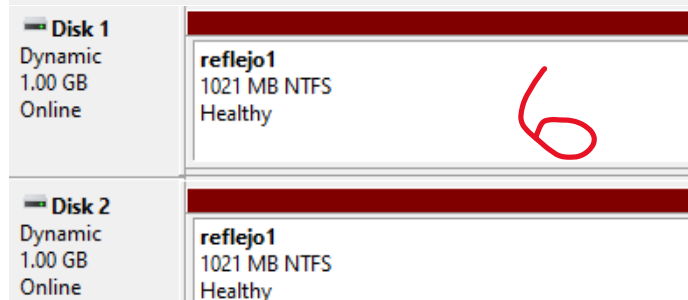 Disk 1
Dynamic
1.00 GB
Online
reflejo1
1021 MB NTFS
Healthy
6
Disk 2
Dynamic
1.00 GB
Online
reflejo1
1021 MB NTFS
Healthy